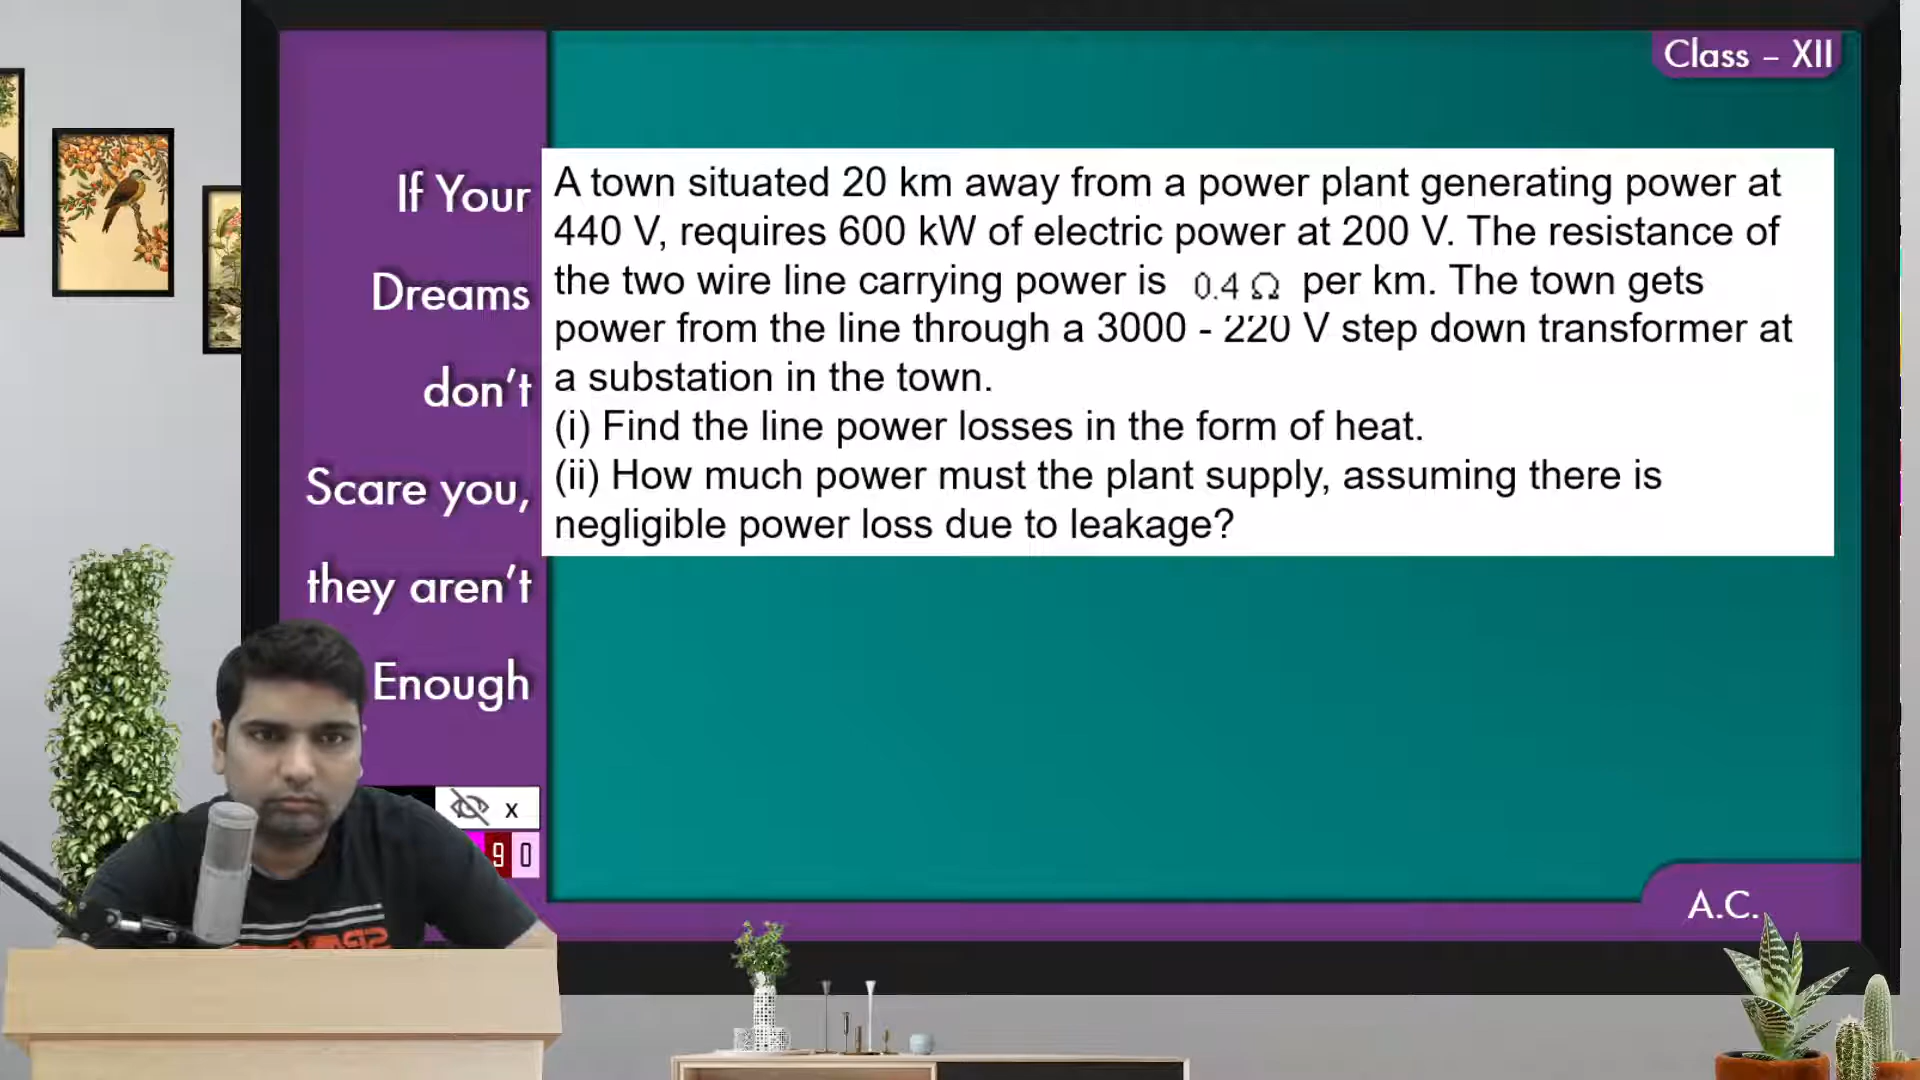 Class – XII
If Your
Dreams
don't
Scare you,
they aren't
Enough
A town situated 20 km away from a power plant generating power at
440 V, requires 600 kW of electric power at 200 V. The resistance of
the two wire line carrying power is 0.4 Ω per km. The town gets
power from the line through a 3000 - 220 V step down transformer at
a substation in the town.
(i) Find the line power losses in the form of heat.
(ii) How much power must the plant supply, assuming there is
negligible power loss due to leakage?
x
9 0
A.C.